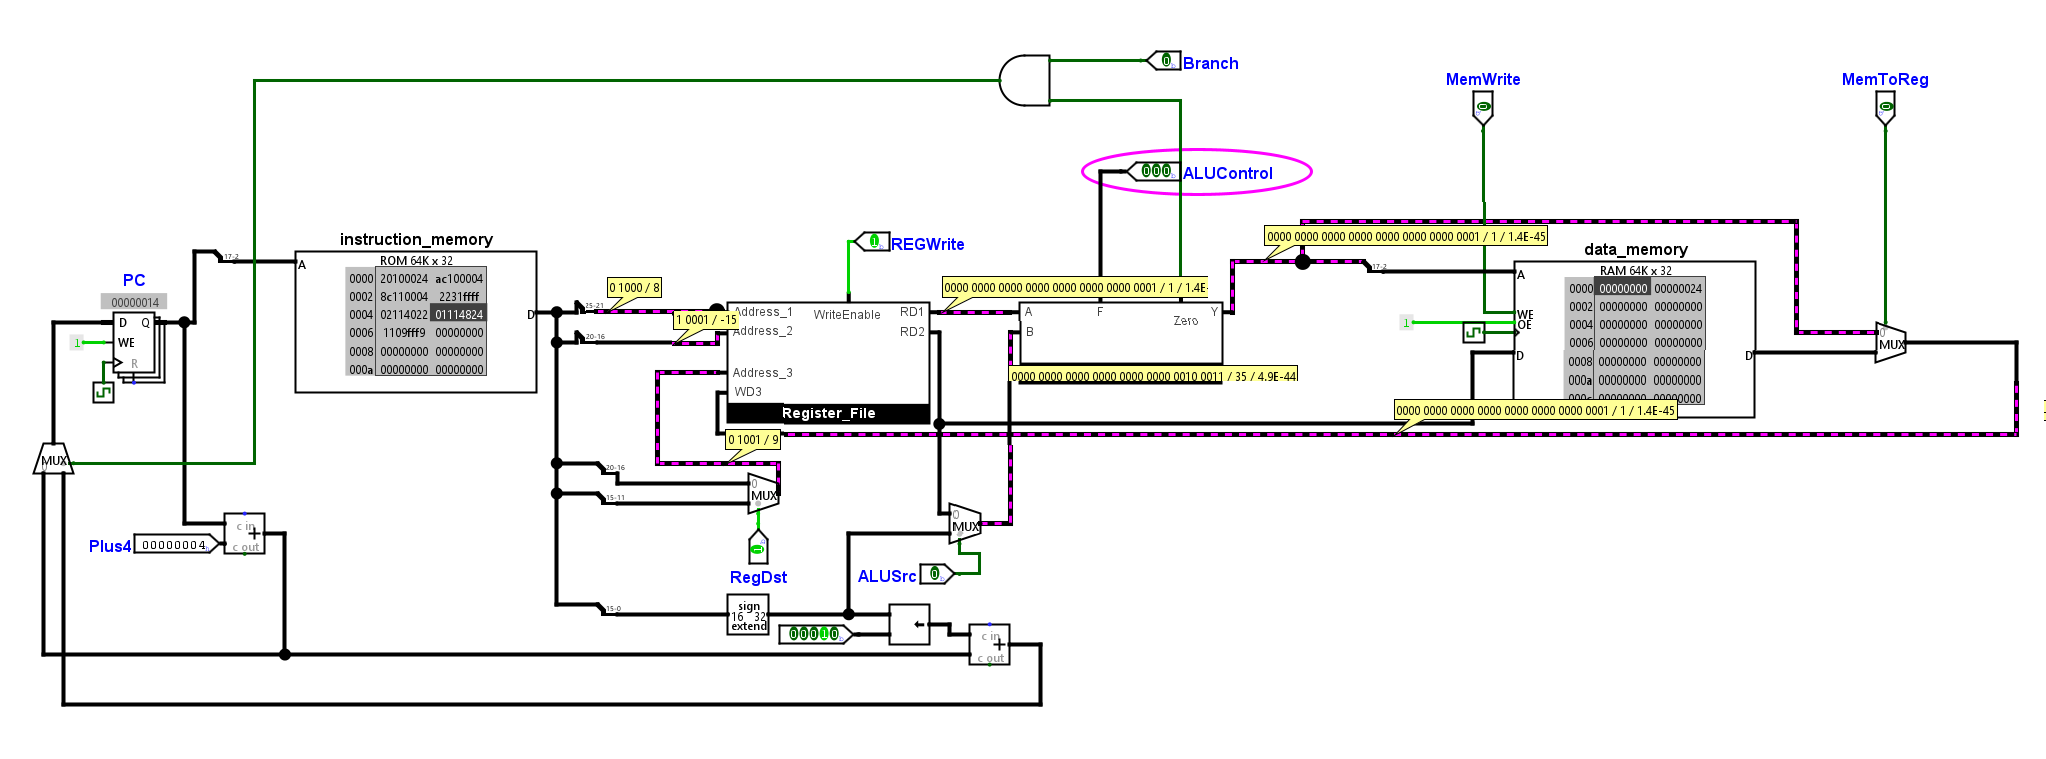 Branch
MemWrite
MemToReg
0
0
0
000
ALUControl
instruction_memory
ROM 64K x 32
A
D
0000 20100024 ac100004
0002 8c110004 2231ffff
0004 02114022 01114824
0006 1109fff9 00000000
0008 00000000 00000000
000a 00000000 00000000
17-2
1
REGWrite
0000 0000 0000 0000 0000 0000 0000 0001 / 1 / 1.4E-45
data_memory
RAM 64K x 32
A
WE
OE
D
D
0000 00000000 00000024
0002 00000000 00000000
0004 00000000 00000000
0006 00000000 00000000
0008 00000000 00000000
000a 00000000 00000000
00000000 00000000
17-2
1
0
MUX
PC
00000014
D Q
WE
R
1
0 1000 / 8
25-21
1 0001 / -15
20-16
Address_1
Address_2
Address_3
WD3
WriteEnable
RD1
RD2
Register_File
0000 0000 0000 0000 0000 0000 0000 0001 / 1 / 1.4E-
A
B
F
Zero
Y
0000 0000 0000 0000 0000 0000 0010 0011 / 35 / 4.9E-44
0000 0000 0000 0000 0000 0000 0000 0001 / 1 / 1.4E-45
0 1001 / 9
MUX
20-16
15-11
0
MUX
1
RegDst
0
MUX
ALUSrc
0
Plus4
00000004
c in
+
c out
15-0
sign
16 32
extend
00010
c in
+
c out